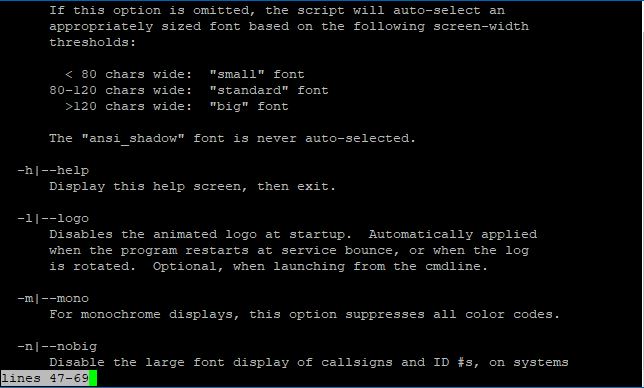 If this option is omitted, the script will auto-select an
appropriately sized font based on the following screen-width
thresholds:
< 80 chars wide:  "small" font
80-120 chars wide:  "standard" font
>120 chars wide:  "big" font
The "ansi_shadow" font is never auto-selected.
-h|--help
Display this help screen, then exit.
-l|--logo
Disables the animated logo at startup.  Automatically applied
when the program restarts at service bounce, or when the log
is rotated.  Optional, when launching from the cmdline.
-m|--mono
For monochrome displays, this option suppresses all color codes.
-n|--nobig
Disable the large font display of callsigns and ID #s, on systems
lines 47-69